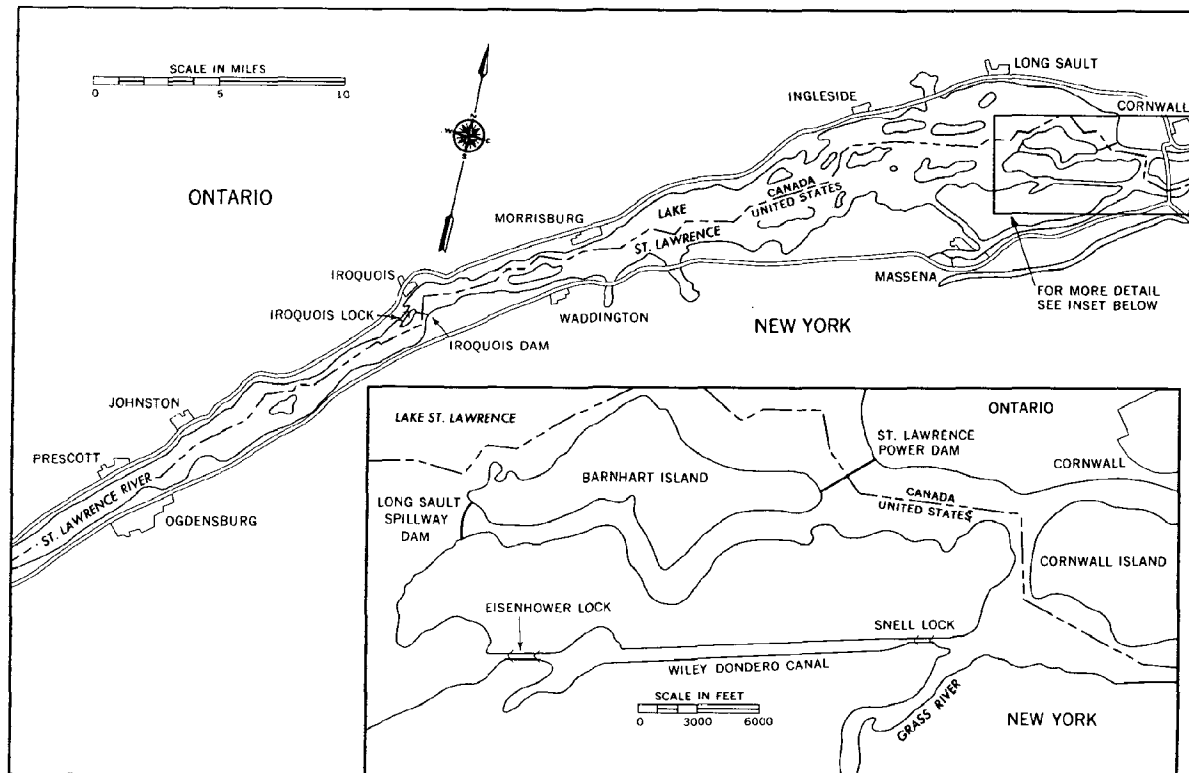 SCALE IN MILES
0 5 10
LONG SAULT
INGLESIDE
CORNWALL
N
W E
S
ONTARIO
MORRISBURG
LAKE
ST. LAWRENCE
CANADA
UNITED STATES
IROQUOIS
MASSENA
FOR MORE DETAIL
SEE INSET BELOW
IROQUOIS LOCK
WADDINGTON
NEW YORK
IROQUOIS DAM
JOHNSTON
PRESCOTT
ST. LAWRENCE RIVER
OGDENSBURG
LAKE ST. LAWRENCE
ONTARIO
ST. LAWRENCE
POWER DAM
BARNHART ISLAND
CORNWALL
LONG SAULT
SPILLWAY
DAM
CANADA
UNITED STATES
CORNWALL ISLAND
EISENHOWER LOCK
SNELL LOCK
WILEY DONDERO CANAL
SCALE IN FEET
0 3000 6000
GRASS RIVER
NEW YORK